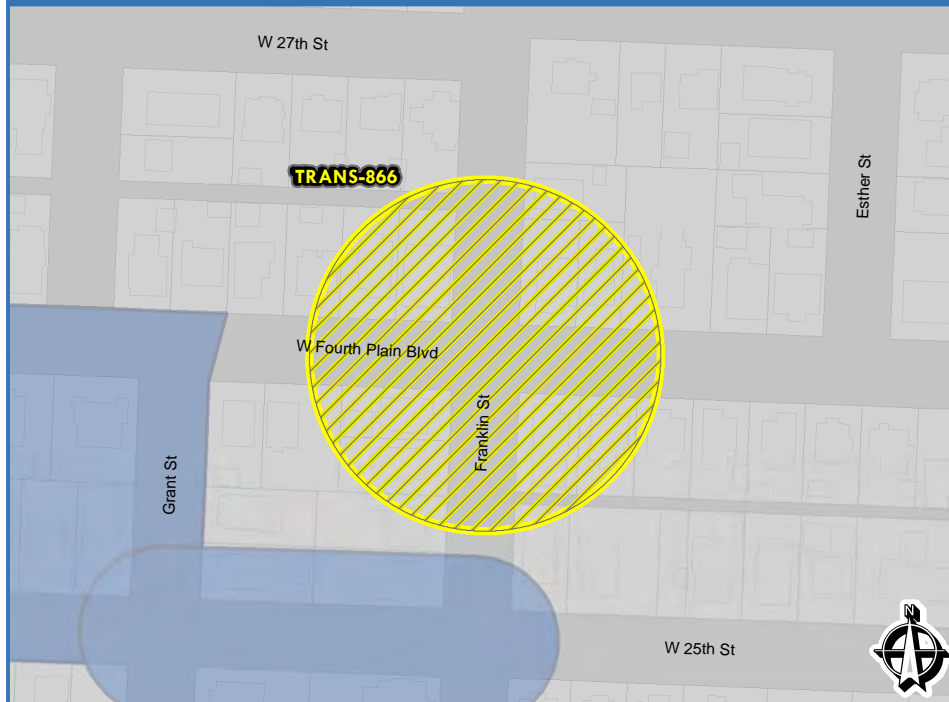 W 27th St
TRANS-866
Esther St
W Fourth Plain Blvd
Franklin St
Grant St
W 25th St
N